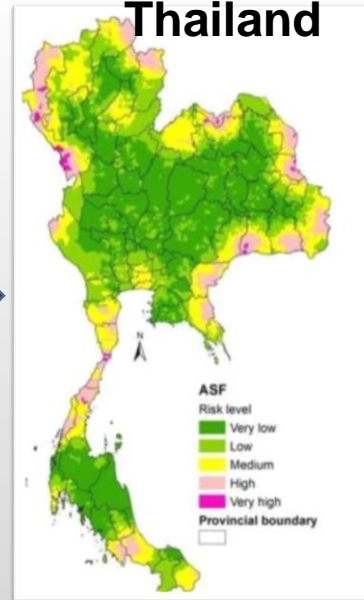 Thailand
N
ASF
Risk level
Very low
Low
Medium
High
Very high
Provincial boundary